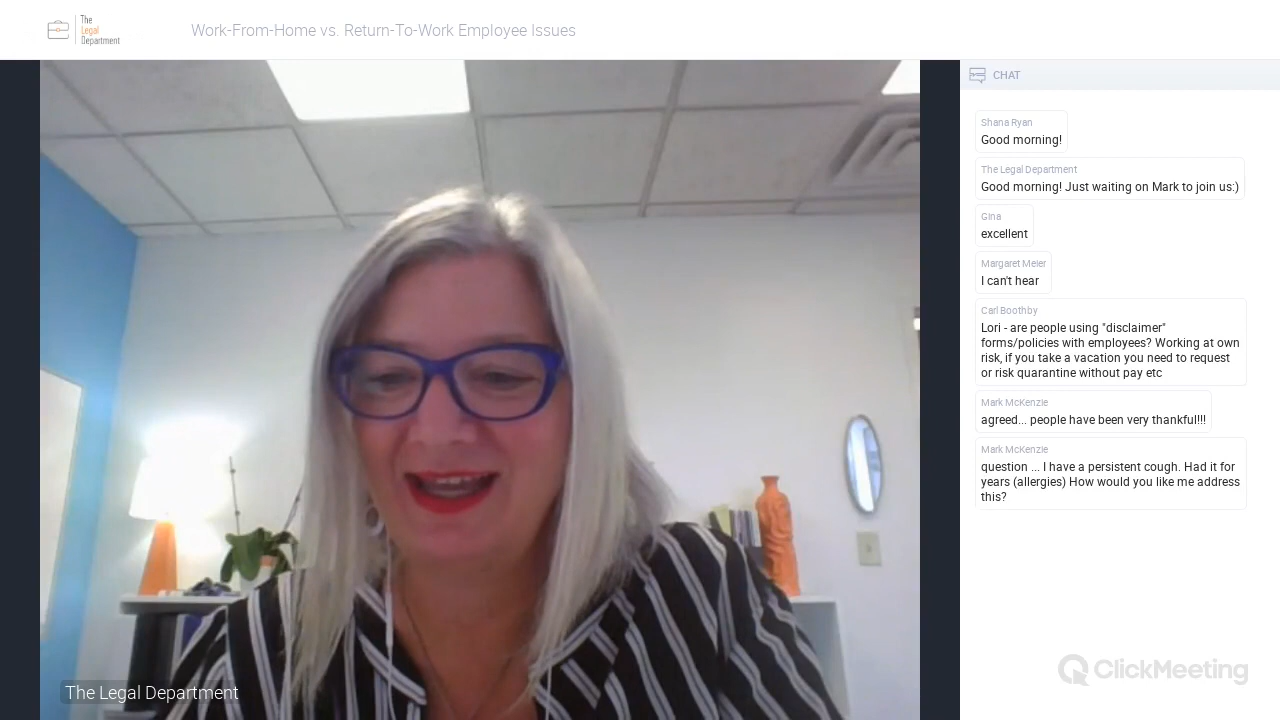 The
Legal
Department
Work-From-Home vs. Return-To-Work Employee Issues
CHAT
Shana Ryan
Good morning!
The Legal Department
Good morning! Just waiting on Mark to join us:)
Gina
excellent
Margaret Meier
I can't hear
Carl Boothby
Lori - are people using "disclaimer"
forms/policies with employees? Working at own
risk, if you take a vacation you need to request
or risk quarantine without pay etc
Mark McKenzie
agreed... people have been very thankful!!!
Mark McKenzie
question ... I have a persistent cough. Had it for
years (allergies) How would you like me address
this?
The Legal Department
ClickMeeting